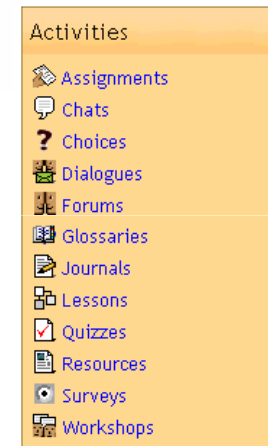 Activities
Assignments
Chats
Choices
Dialogues
Forums
Glossaries
Journals
Lessons
Quizzes
Resources
Surveys
Workshops